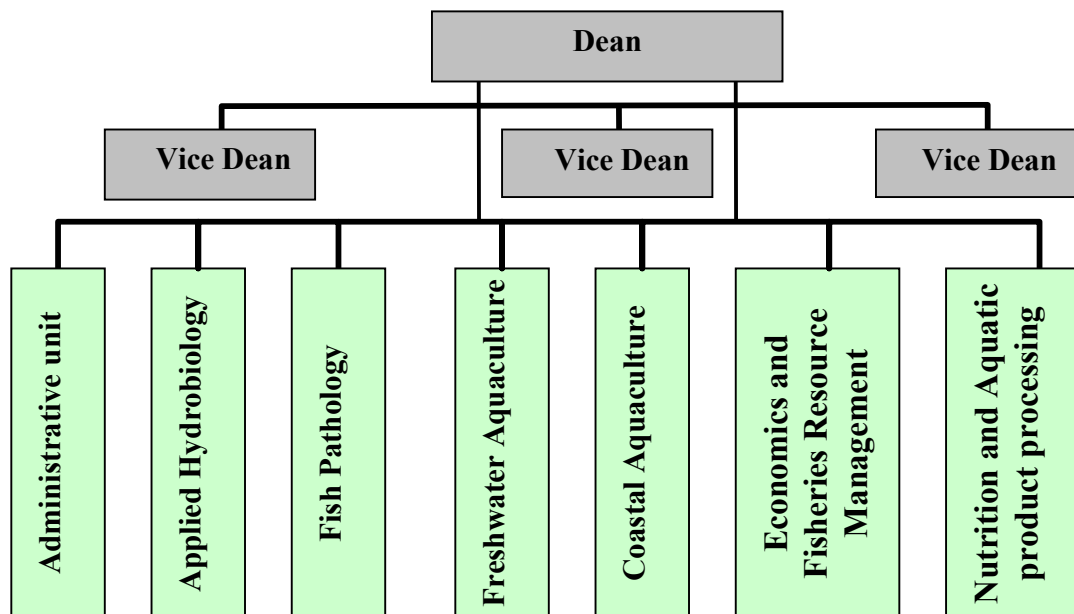 Dean
Vice Dean
Vice Dean
Vice Dean
Administrative unit
Applied Hydrobiology
Fish Pathology
Freshwater Aquaculture
Coastal Aquaculture
Economics and
Fisheries Resource
Management
Nutrition and Aquatic
product processing